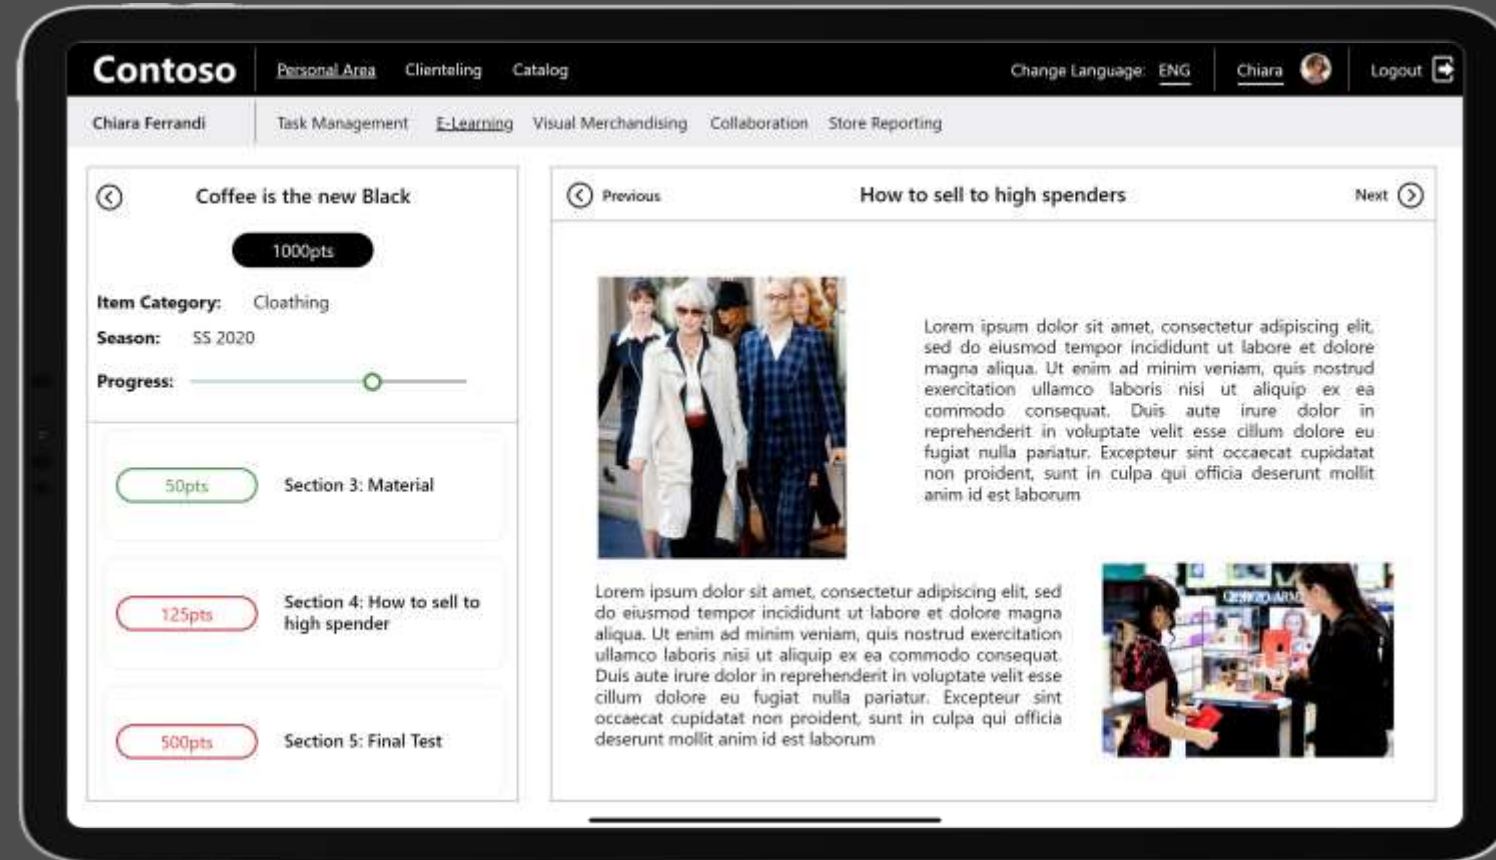 Contoso
Personal Area
Clienteling
Catalog
Change Language: ENG
Chiara
Logout
Chiara Ferrandi
Task Management
E-Learning
Visual Merchandising
Collaboration
Store Reporting
Coffee is the new Black
1000pts
Item Category: Cloathing
Season: SS 2020
Progress:
50pts
Section 3: Material
125pts
Section 4: How to sell to
high spender
500pts
Section 5: Final Test
Previous
How to sell to high spenders
Next
Lorem ipsum dolor sit amet, consectetur adipiscing elit,
sed do eiusmod tempor incididunt ut labore et dolore
magna aliqua. Ut enim ad minim veniam, quis nostrud
exercitation ullamco laboris nisi ut aliquip ex ea
commodo consequat. Duis aute irure dolor in
reprehenderit in voluptate velit esse cillum dolore eu
fugiat nulla pariatur. Excepteur sint occaecat cupidatat
non proident, sunt in culpa qui officia deserunt mollit
anim id est laborum
Lorem ipsum dolor sit amet, consectetur adipiscing elit, sed
do eiusmod tempor incididunt ut labore et dolore magna
aliqua. Ut enim ad minim veniam, quis nostrud exercitation
ullamco laboris nisi ut aliquip ex ea commodo consequat.
Duis aute irure dolor in reprehenderit in voluptate velit esse
cillum dolore eu fugiat nulla pariatur. Excepteur sint
occaecat cupidatat non proident, sunt in culpa qui officia
deserunt mollit anim id est laborum